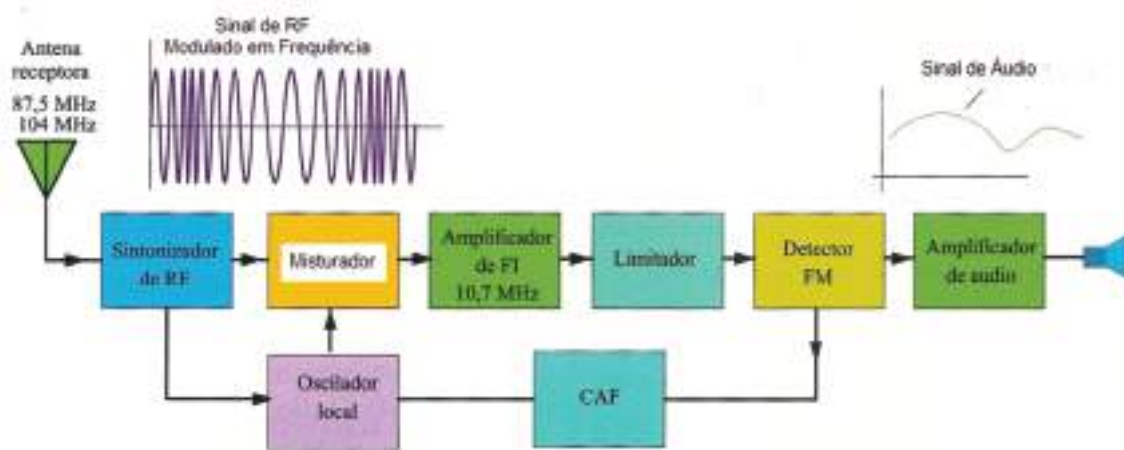 Sinal de RF
Modulado em Frequência
Antena
receptora
87,5 MHz
104 MHz
Sinal de Áudio
Sintonizador
de RF
Misturador
Amplificador
de FI
10,7 MHz
Limitador
Detector
FM
Amplificador
de audio
Oscilador
local
CAF